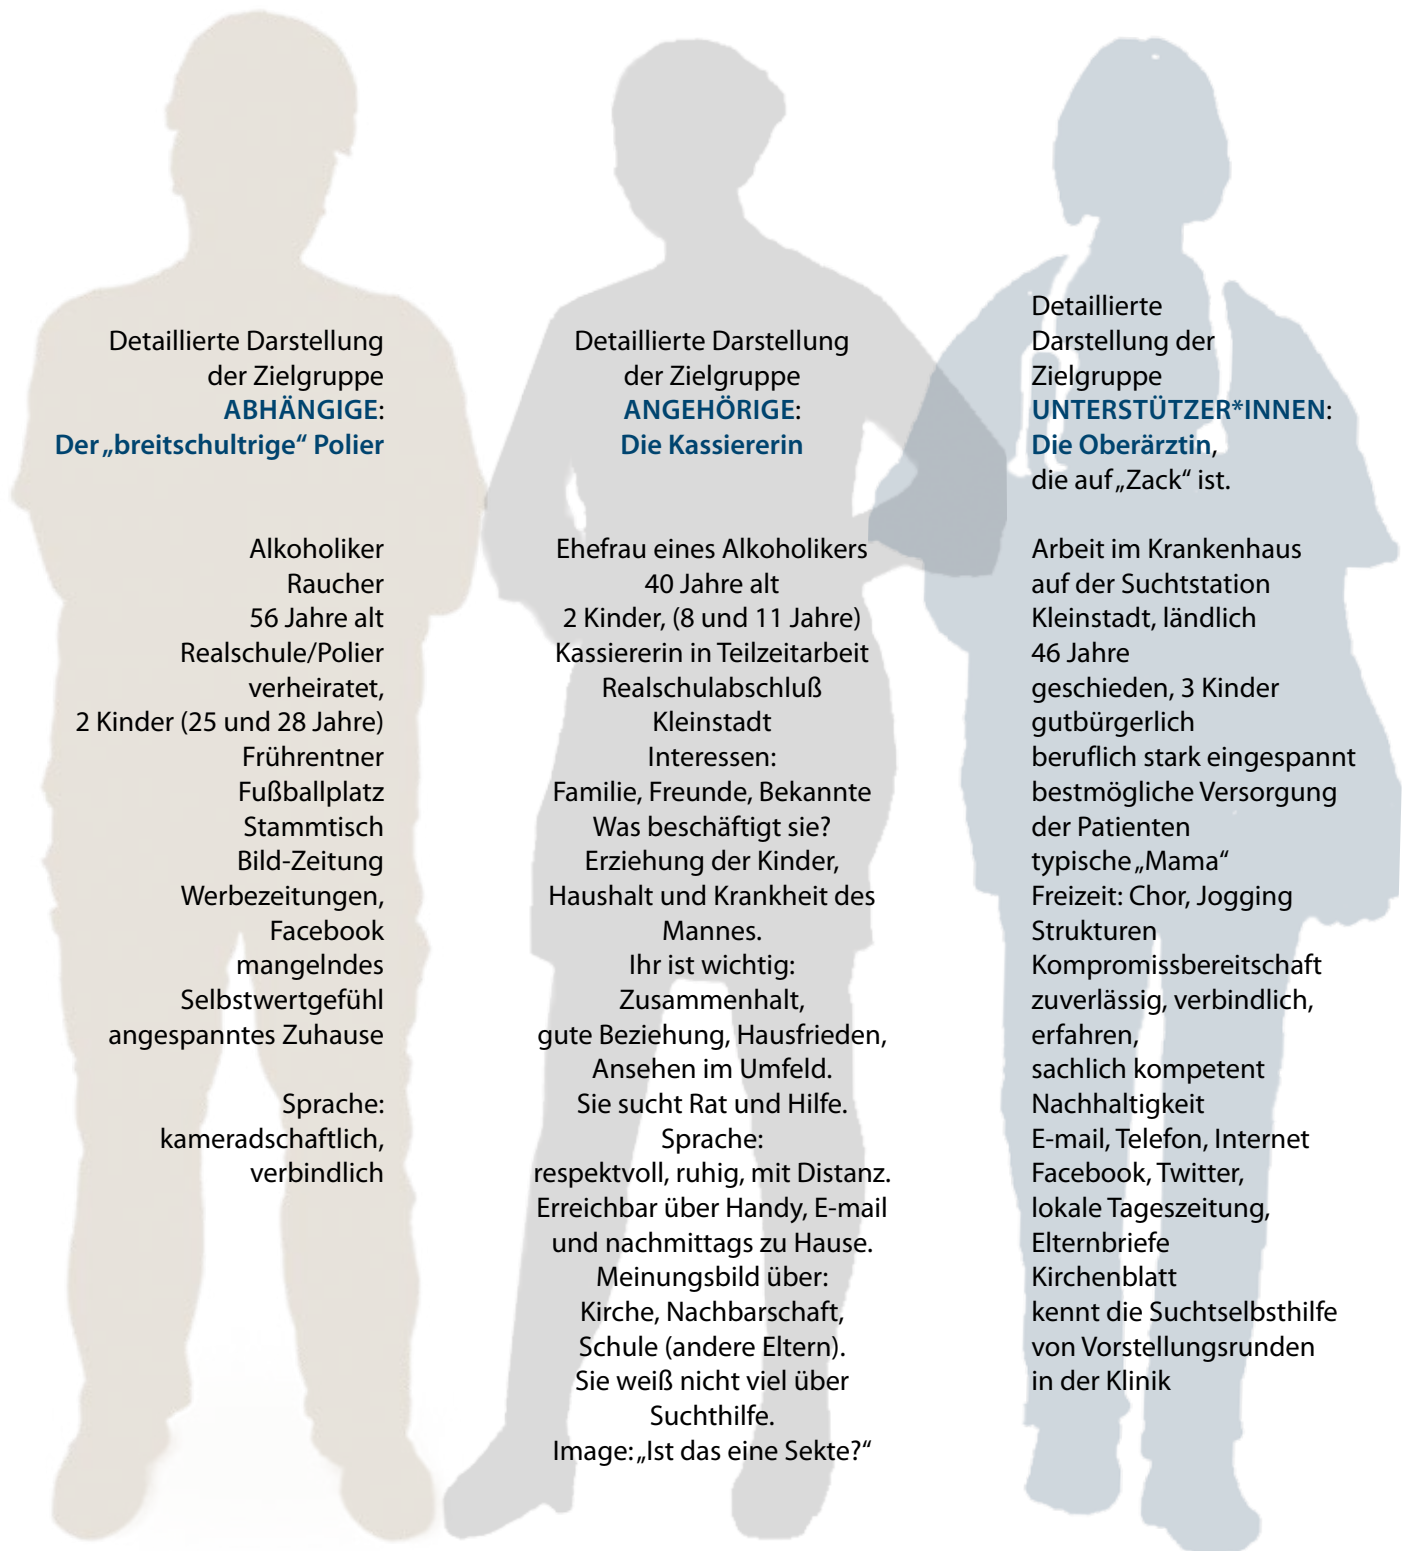 Detaillierte Darstellung
der Zielgruppe
ABHÄNGIGE:
Der „breitschultrige“ Polier
Alkoholiker
Raucher
56 Jahre alt
Realschule/Polier
verheiratet,
2 Kinder (25 und 28 Jahre)
Frührentner
Fußballplatz
Stammtisch
Bild-Zeitung
Werbezeitungen,
Facebook
mangelndes
Selbstwertgefühl
angespanntes Zuhause
Sprache:
kameradschaftlich,
verbindlich
Detaillierte Darstellung
der Zielgruppe
ANGEHÖRIGE:
Die Kassiererin
Ehefrau eines Alkoholikers
40 Jahre alt
2 Kinder, (8 und 11 Jahre)
Kassiererin in Teilzeitarbeit
Realschulabschluß
Kleinstadt
Interessen:
Familie, Freunde, Bekannte
Was beschäftigt sie?
Erziehung der Kinder,
Haushalt und Krankheit des
Mannes.
Ihr ist wichtig:
Zusammenhalt,
gute Beziehung, Hausfrieden,
Ansehen im Umfeld.
Sie sucht Rat und Hilfe.
Sprache:
respektvoll, ruhig, mit Distanz.
Erreichbar über Handy, E-mail
und nachmittags zu Hause.
Meinungsbild über:
Kirche, Nachbarschaft,
Schule (andere Eltern).
Sie weiß nicht viel über
Suchthilfe.
Image: „Ist das eine Sekte?“
Detaillierte
Darstellung der
Zielgruppe
UNTERSTÜTZER*INNEN:
Die Oberärztin,
die auf „Zack“ ist.
Arbeit im Krankenhaus
auf der Suchtstation
Kleinstadt, ländlich
46 Jahre
geschieden, 3 Kinder
gutbürgerlich
beruflich stark eingespannt
bestmögliche Versorgung
der Patienten
typische „Mama“
Freizeit: Chor, Jogging
Strukturen
Kompromissbereitschaft
zuverlässig, verbindlich,
erfahren,
sachlich kompetent
Nachhaltigkeit
E-mail, Telefon, Internet
Facebook, Twitter,
lokale Tageszeitung,
Elternbriefe
Kirchenblatt
kennt die Suchtselbsthilfe
von Vorstellungsrunden
in der Klinik